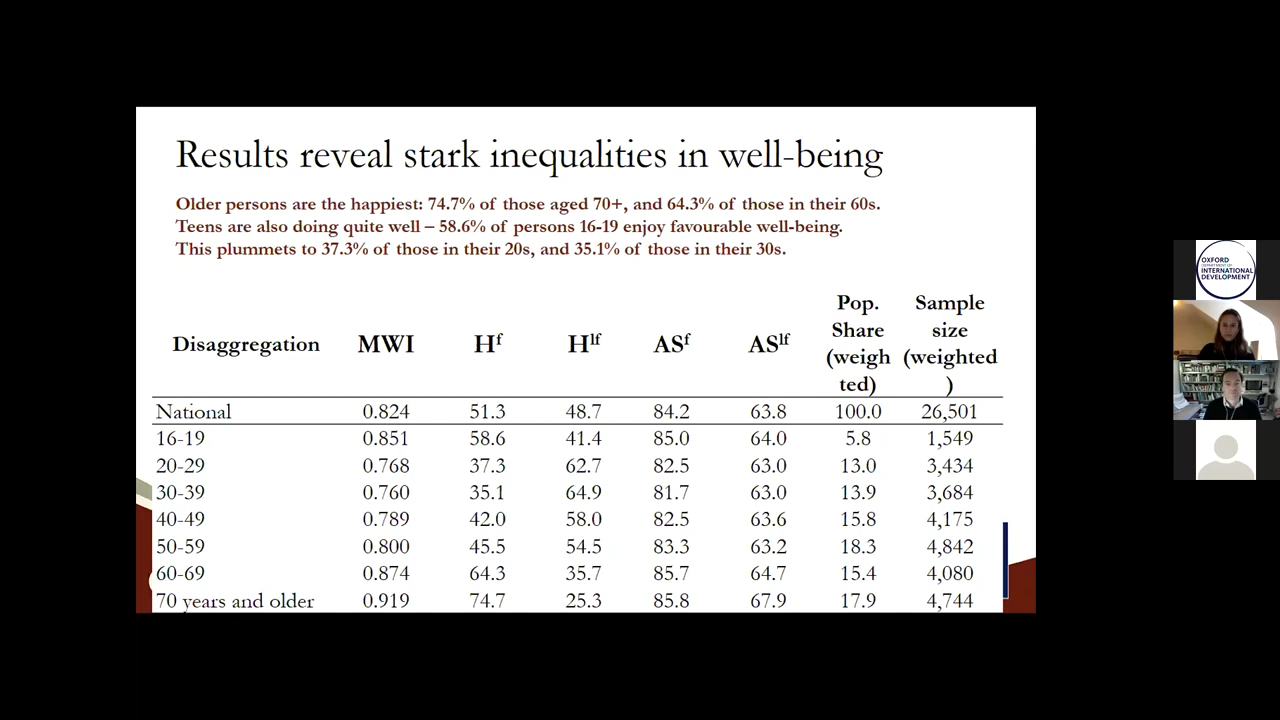 Results reveal stark inequalities in well-being
Older persons are the happiest: 74.7% of those aged 70+, and 64.3% of those in their 60s.
Teens are also doing quite well – 58.6% of persons 16-19 enjoy favourable well-being.
This plummets to 37.3% of those in their 20s, and 35.1% of those in their 30s.
Disaggregation MWI Hf Hlf ASf ASlf Pop. Share (weigh ted) Sample size (weighted )
National 0.824 51.3 48.7 84.2 63.8 100.0 26,501
16-19 0.851 58.6 41.4 85.0 64.0 5.8 1,549
20-29 0.768 37.3 62.7 82.5 63.0 13.0 3,434
30-39 0.760 35.1 64.9 81.7 63.0 13.9 3,684
40-49 0.789 42.0 58.0 82.5 63.6 15.8 4,175
50-59 0.800 45.5 54.5 83.3 63.2 18.3 4,842
60-69 0.874 64.3 35.7 85.7 64.7 15.4 4,080
70 years and older 0.919 74.7 25.3 85.8 67.9 17.9 4,744
OXFORD
DEPARTMENT OF
INTERNATIONAL
DEVELOPMENT